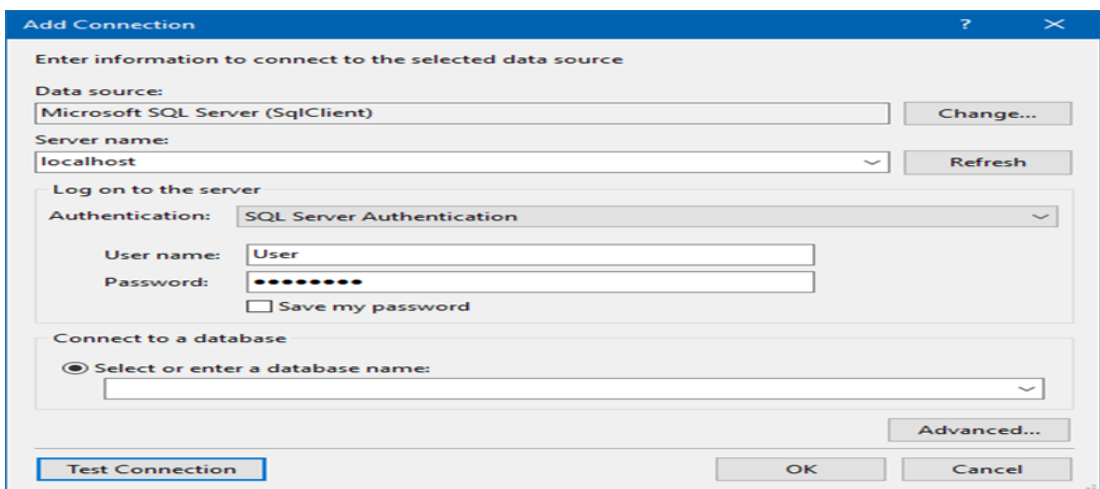 Add Connection ?
Enter information to connect to the selected data source
Data source:
Microsoft SQL Server (SqlClient) Change...
Server name:
localhost Refresh
Log on to the server
Authentication: SQL Server Authentication
User name: User
Password: ••••••••
Save my password
Connect to a database
Select or enter a database name:
Advanced...
Test Connection OK Cancel